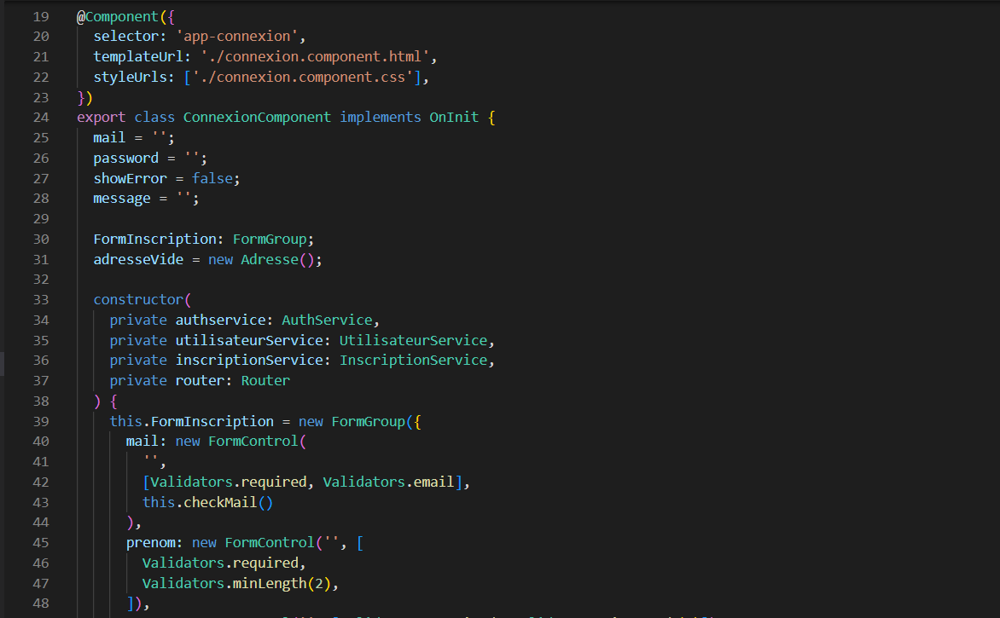 19 @Component({
20   selector: 'app-connexion',
21   templateUrl: './connexion.component.html',
22   styleUrls: ['./connexion.component.css'],
23 })
24 export class ConnexionComponent implements OnInit {
25   mail = '';
26   password = '';
27   showError = false;
28   message = '';
29
30   FormInscription: FormGroup;
31   adresseVide = new Adresse();
32
33   constructor(
34     private authservice: AuthService,
35     private utilisateurService: UtilisateurService,
36     private inscriptionService: InscriptionService,
37     private router: Router
38   ) {
39     this.FormInscription = new FormGroup({
40       mail: new FormControl(
41         '',
42         [Validators.required, Validators.email],
43         this.checkMail()
44       ),
45       prenom: new FormControl('', [
46         Validators.required,
47         Validators.minLength(2),
48       ]),